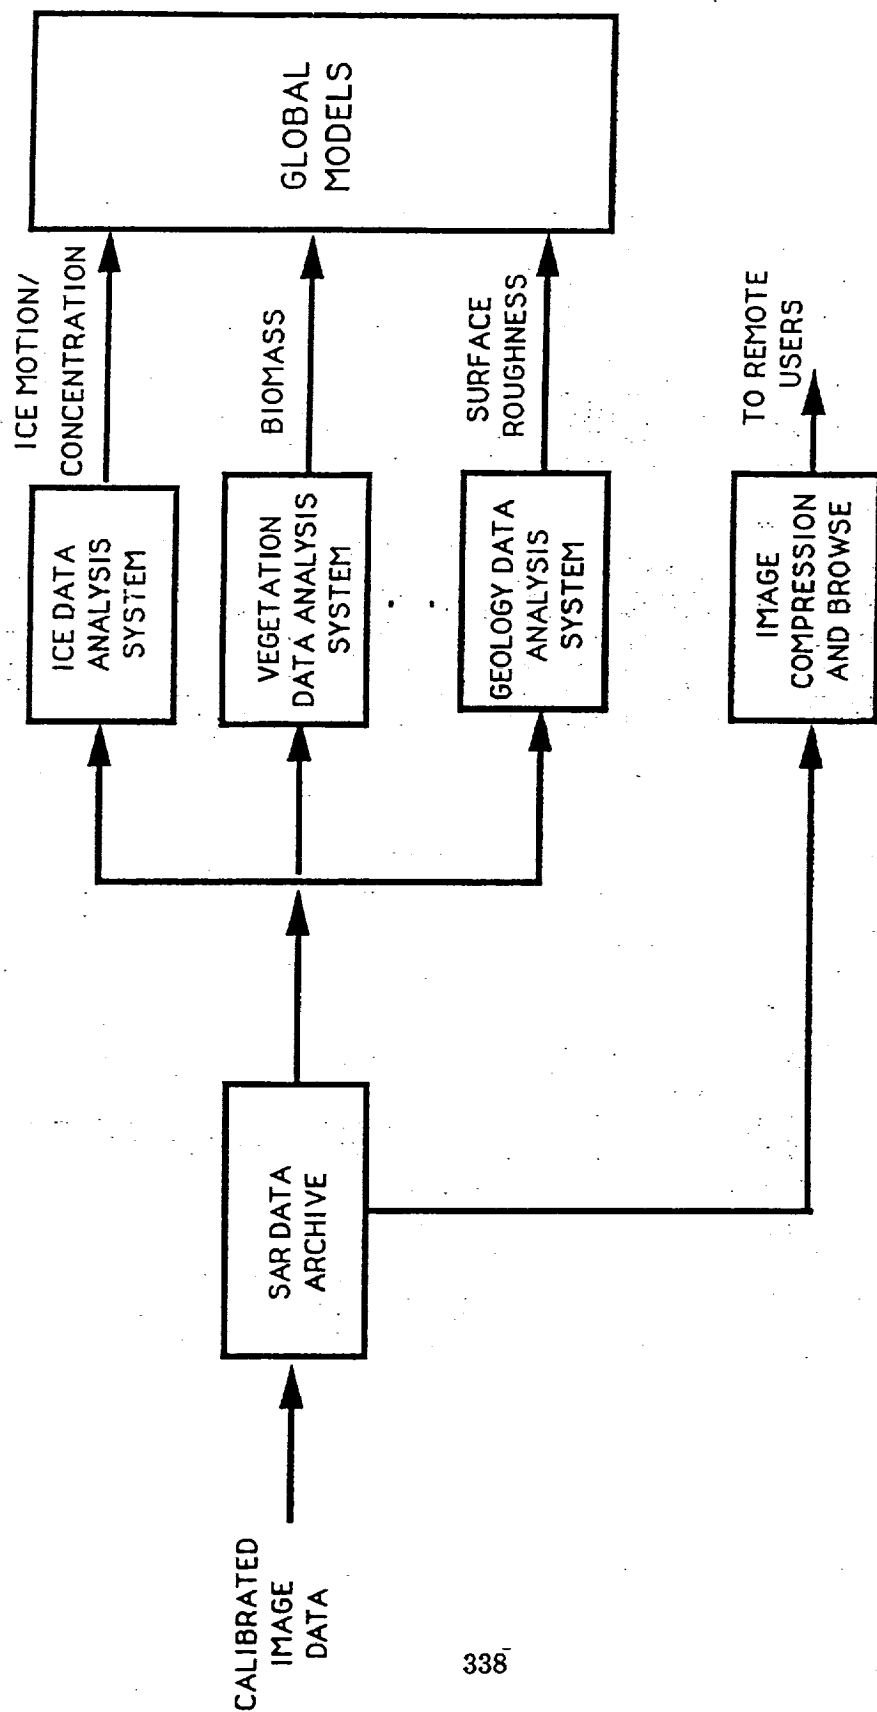 CALIBRATED
IMAGE
DATA
SAR DATA
ARCHIVE
ICE DATA
ANALYSIS
SYSTEM
VEGETATION
DATA ANALYSIS
SYSTEM
GEOLOGY DATA
ANALYSIS
SYSTEM
IMAGE
COMPRESSION
AND BROWSE
ICE MOTION/
CONCENTRATION
BIOMASS
SURFACE
ROUGHNESS
TO REMOTE
USERS
GLOBAL
MODELS
338